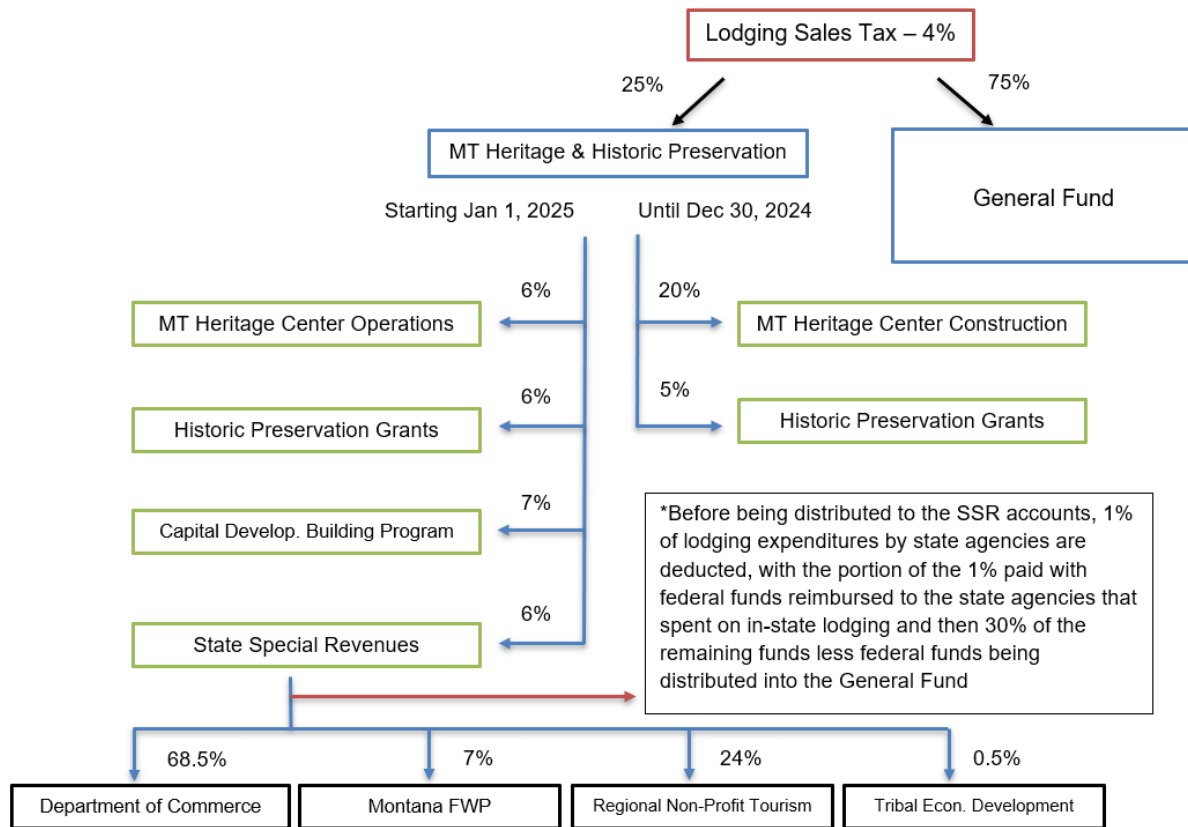 Lodging Sales Tax – 4%
25%
75%
MT Heritage & Historic Preservation
General Fund
Starting Jan 1, 2025
Until Dec 30, 2024
6%
20%
MT Heritage Center Operations
MT Heritage Center Construction
6%
5%
Historic Preservation Grants
Historic Preservation Grants
7%
Capital Develop. Building Program
*Before being distributed to the SSR accounts, 1%
of lodging expenditures by state agencies are
deducted, with the portion of the 1% paid with
federal funds reimbursed to the state agencies that
spent on in-state lodging and then 30% of the
remaining funds less federal funds being
distributed into the General Fund
6%
State Special Revenues
68.5%
7%
24%
0.5%
Department of Commerce
Montana FWP
Regional Non-Profit Tourism
Tribal Econ. Development